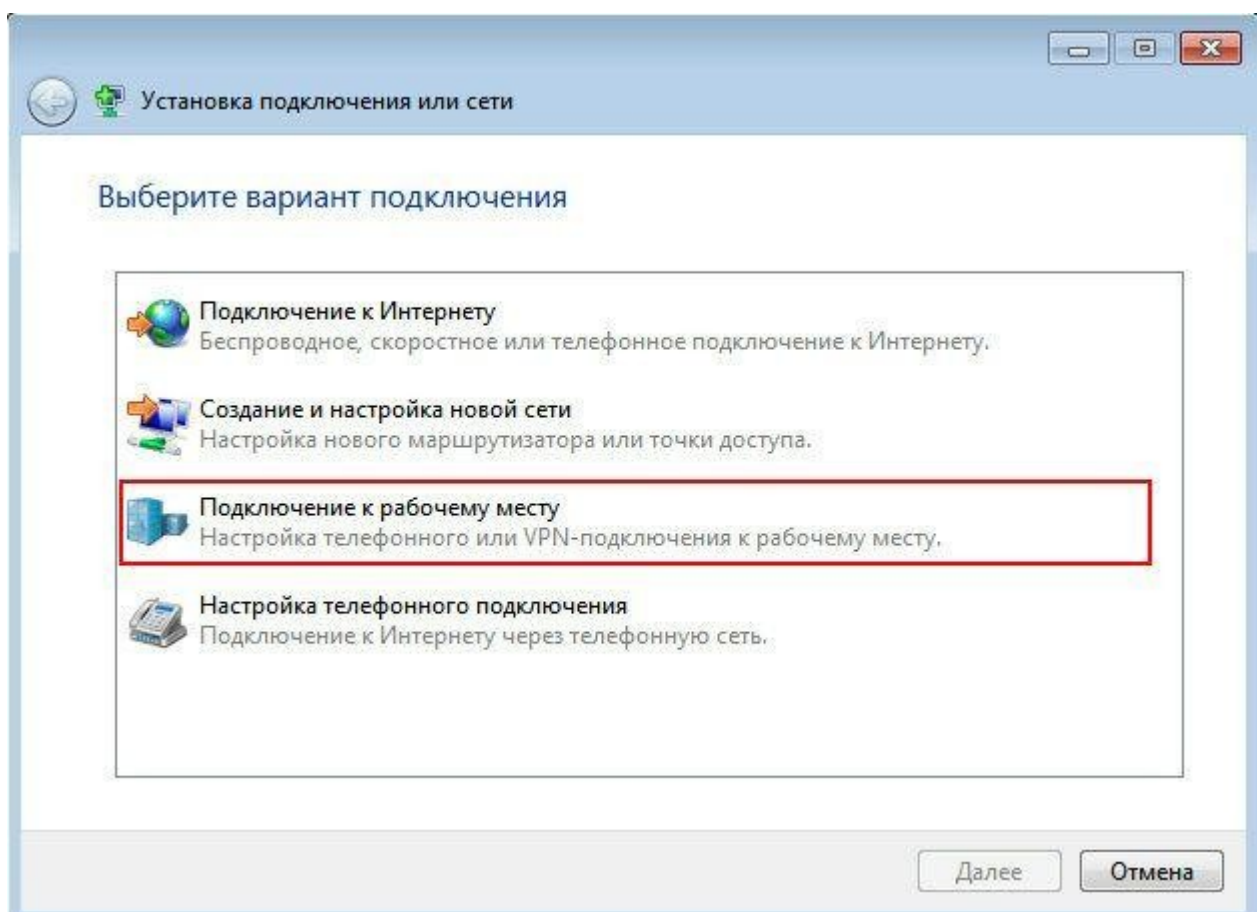 Установка подключения или сети
Выберите вариант подключения
Подключение к Интернету
Беспроводное, скоростное или телефонное подключение к Интернету.
Создание и настройка новой сети
Настройка нового маршрутизатора или точки доступа.
Подключение к рабочему месту
Настройка телефонного или VPN-подключения к рабочему месту.
Настройка телефонного подключения
Подключение к Интернету через телефонную сеть.
Далее Отмена